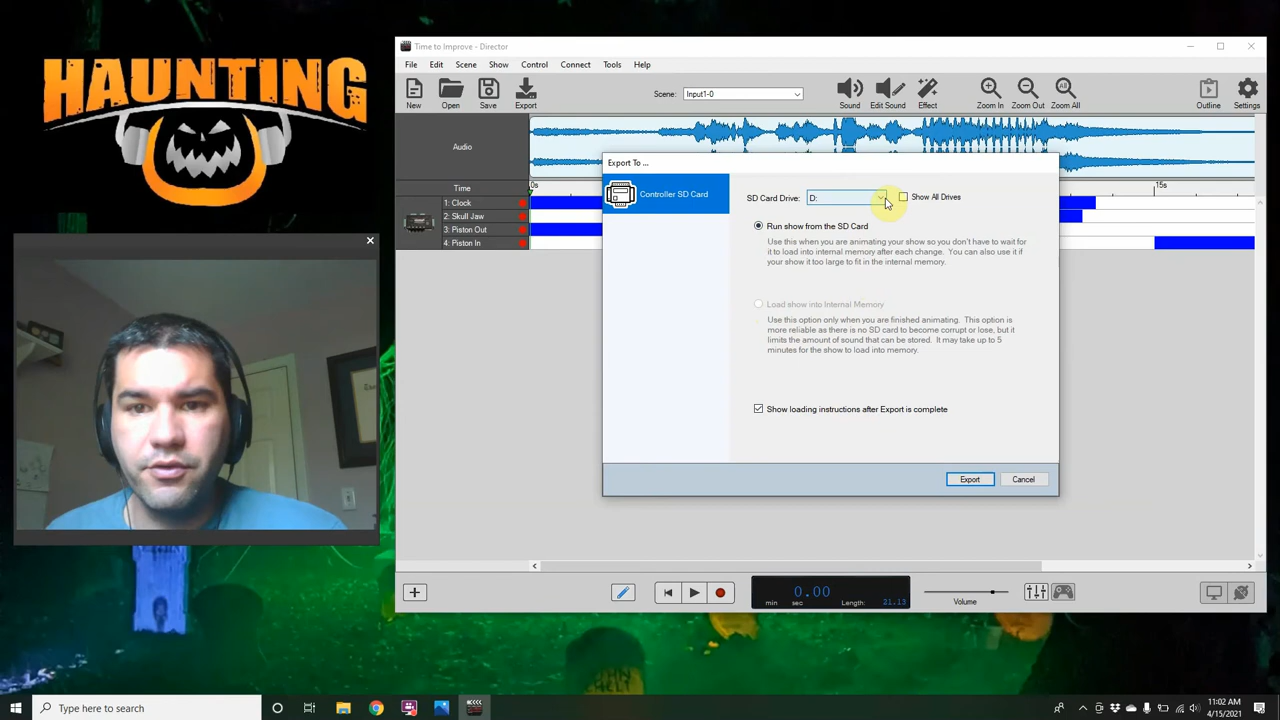 HAUNTING
Time to Improve - Director
File Edit Scene Show Control Connect Tools Help
New Open Save Export
Scene: Input1-0
Sound Edit Sound Effect
Zoom In Zoom Out Zoom All
Outline Settings
Audio
Time
0s
15s
1: Clock
2: Skull Jaw
3: Piston Out
4: Piston In
Export To ...
Controller SD Card
SD Card Drive: D: Show All Drives
Run show from the SD Card
Use this when you are animating your show so you don't have to wait for
it to load into internal memory after each change. You can also use it if
your show it too large to fit in the internal memory.
Load show into Internal Memory
Use this option only when you are finished animating. This option is
more reliable as there is no SD card to become corrupt or lose, but it
limits the amount of sound that can be stored. It may take up to 5
minutes for the show to load into memory.
Show loading instructions after Export is complete
Export Cancel
0.00
min sec Length: 21.13
Volume
Type here to search
11:02 AM
4/15/2021